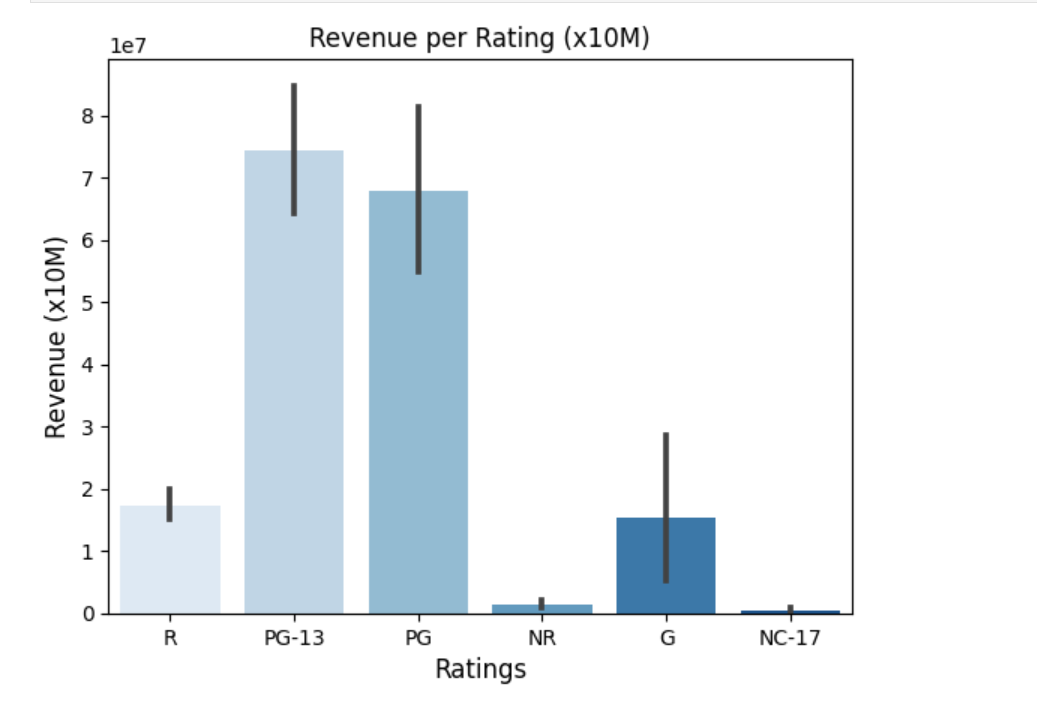 Revenue per Rating (x10M)
1e7
8
7
6
5
4
3
2
1
0
Revenue (x10M)
R PG-13 PG NR G NC-17
Ratings